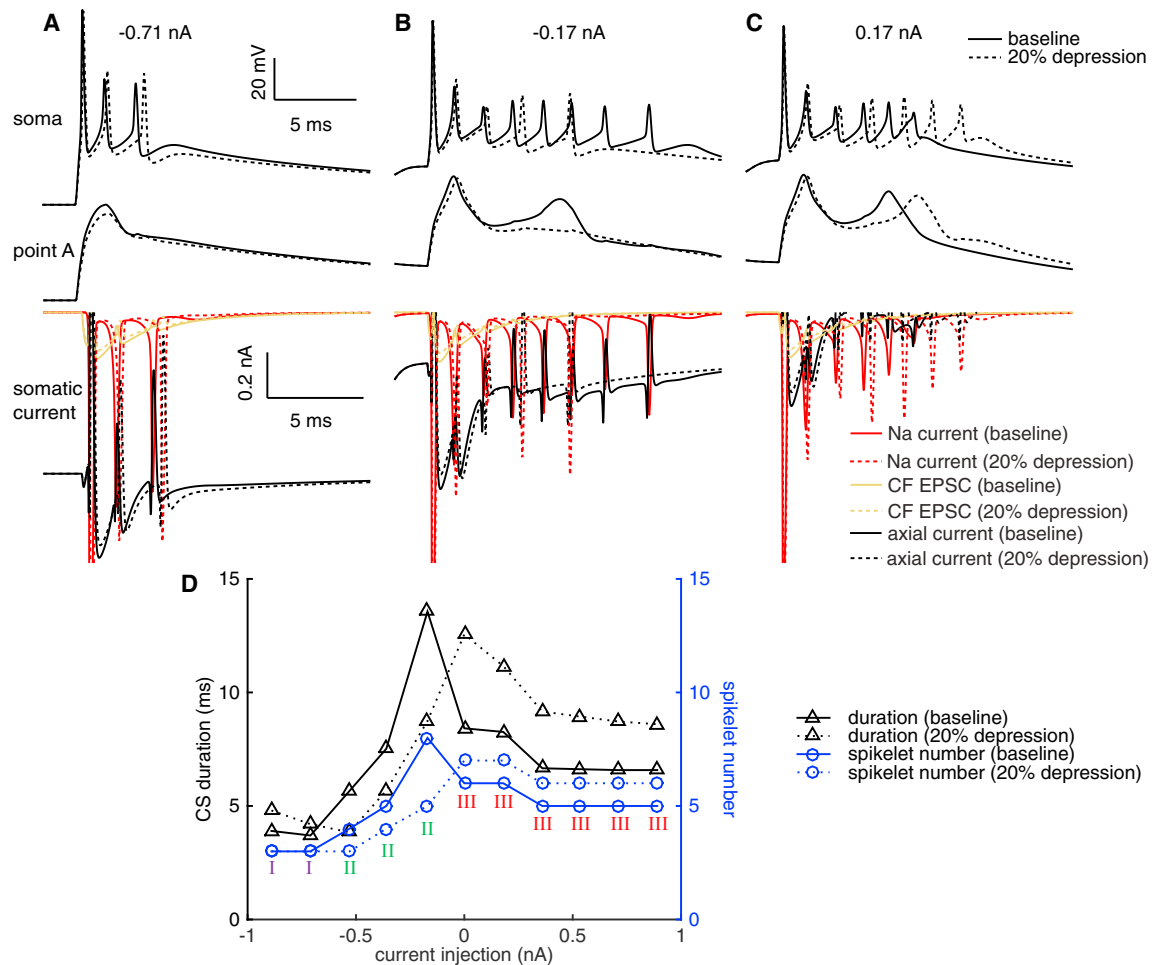 A
-0.71 nA
20 mV
5 ms
B
-0.17 nA
C
0.17 nA
baseline
20% depression
soma
point A
somatic
current
0.2 nA
5 ms
Na current (baseline)
Na current (20% depression)
CF EPSC (baseline)
CF EPSC (20% depression)
axial current (baseline)
axial current (20% depression)
D
15
10
5
0
CS duration (ms)
15
10
5
0
spikelet number
I I II II II III III III III III III
-1 -0.5 0 0.5 1
current injection (nA)
duration (baseline)
duration (20% depression)
spikelet number (baseline)
spikelet number (20% depression)